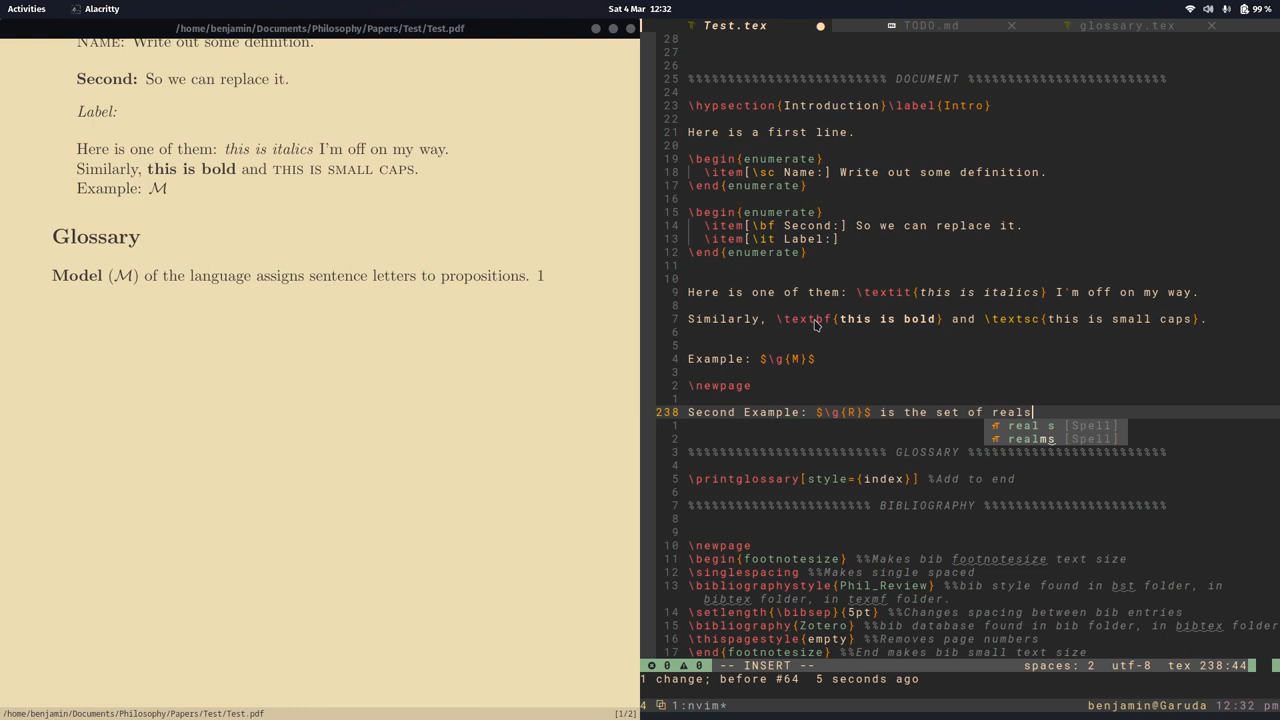 Activities Alacritty Sat 4 Mar 12:32 99 %
/home/benjamin/Documents/Philosophy/Papers/Test/Test.pdf
NAME: Write out some definition.
Second: So we can replace it.
Label:
Here is one of them: this is italics I'm off on my way.
Similarly, this is bold and THIS IS SMALL CAPS.
Example: ℳ
Glossary
Model (ℳ) of the language assigns sentence letters to propositions. 1
/home/benjamin/Documents/Philosophy/Papers/Test/Test.pdf [1/2]
Test.tex TODO.md glossary.tex
28
27
26
25 %%%%%%%%%%%%%%%%%%%%%%%%% DOCUMENT %%%%%%%%%%%%%%%%%%%%%%%%%
24
23 \hypsection{Introduction}\label{Intro}
22
21 Here is a first line.
20
19 \begin{enumerate}
18 \item[\sc Name:] Write out some definition.
17 \end{enumerate}
16
15 \begin{enumerate}
14 \item[\bf Second:] So we can replace it.
13 \item[\it Label:]
12 \end{enumerate}
11
10
9 Here is one of them: \textit{this is italics} I'm off on my way.
8
7 Similarly, \textbf{this is bold} and \textsc{this is small caps}.
6
5
4 Example: $\g{M}$
3
2 \newpage
1
238 Second Example: $\g{R}$ is the set of reals
1 real s [Spell]
2 realms [Spell]
3 %%%%%%%%%%%%%%%%%%%%%%%%% GLOSSARY %%%%%%%%%%%%%%%%%%%%%%%%%
4
5 \printglossary[style={index}] %Add to end
6
7 %%%%%%%%%%%%%%%%%%%%%%% BIBLIOGRAPHY %%%%%%%%%%%%%%%%%%%%%%%
8
9
10 \newpage
11 \begin{footnotesize} %%Makes bib footnotesize text size
12 \singlespacing %%Makes single spaced
13 \bibliographystyle{Phil_Review} %%bib style found in bst folder, in
bibtex folder, in texmf folder.
14 \setlength{\bibsep}{5pt} %%Changes spacing between bib entries
15 \bibliography{Zotero} %%bib database found in bib folder, in bibtex folder
16 \thispagestyle{empty} %%Removes page numbers
17 \end{footnotesize} %%End makes bib small text size
0 0 -- INSERT -- spaces: 2 utf-8 tex 238:44
1 change; before #64 5 seconds ago
4 1:nvim* benjamin@Garuda 12:32 pm